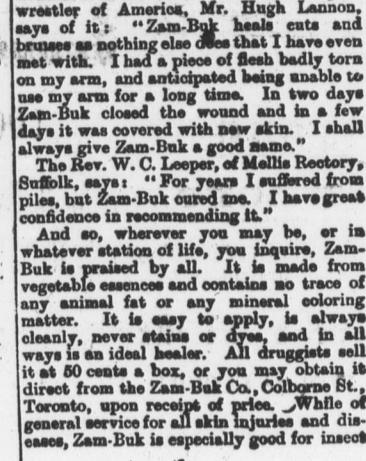 wrestler of America, Mr. Hugh Lannon,
says of it: "Zam-Buk heals cuts and
bruises as nothing else does that I have even
met with. I had a piece of flesh badly torn
on my arm, and anticipated being unable to
use my arm for a long time. In two days
Zam-Buk closed the wound and in a few
days it was covered with new skin. I shall
always give Zam-Buk a good name."
The Rev. W. C. Leeper, of Mellis Rectory,
Suffolk, says: "For years I suffered from
piles, but Zam-Buk cured me. I have great
confidence in recommending it."
And so, wherever you may be, or in
whatever station of life, you inquire, Zam-
Buk is praised by all. It is made from
vegetable essences and contains no trace of
any animal fat or any mineral coloring
matter. It is easy to apply, is always
cleanly, never stains or dyes, and in all
ways is an ideal healer. All druggists sell
it at 50 cents a box, or you may obtain it
direct from the Zam-Buk Co., Colborne St.,
Toronto, upon receipt of price. While of
general service for all skin injuries and dis-
eases, Zam-Buk is especially good for insect